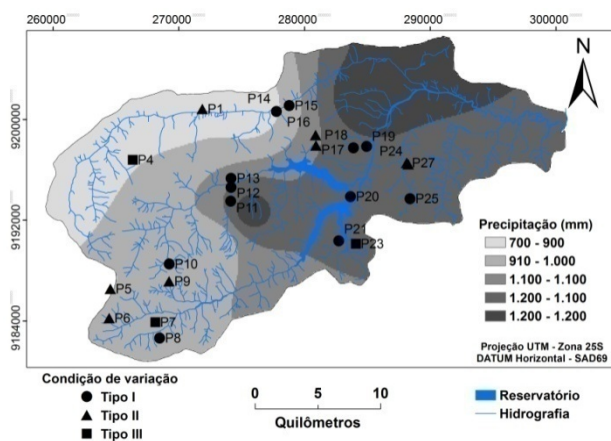 260000 270000 280000 290000 300000
N
9200000
9192000
9184000
P1
P14
P15
P16
P4
P18
P17
P19
P24
P27
P13
P12
P11
P20
P25
P21
P23
P10
P9
P5
P6
P7
P8
Precipitação (mm)
700 - 900
910 - 1.000
1.100 - 1.100
1.200 - 1.100
1.200 - 1.200
Projeção UTM - Zona 25S
DATUM Horizontal - SAD69
Condição de variação
Tipo I
Tipo II
Tipo III
0 5 10
Quilômetros
Reservatório
Hidrografia